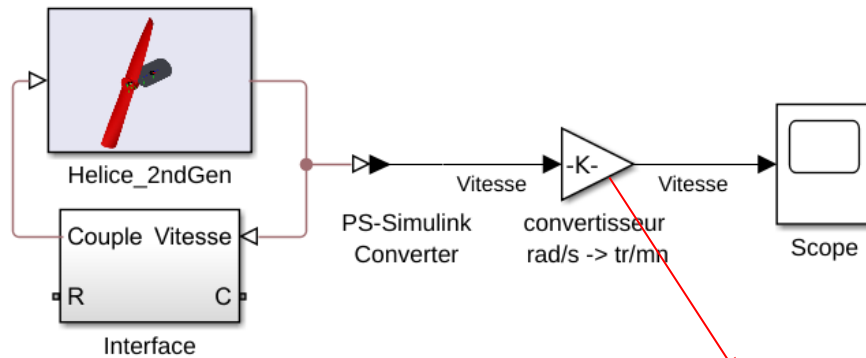 Helice_2ndGen
Couple Vitesse
R C
Interface
PS-Simulink
Converter
Vitesse
-K-
convertisseur
rad/s -> tr/mn
Vitesse
Scope